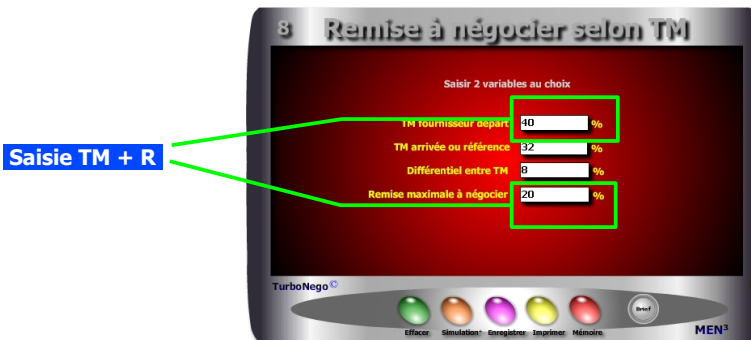 8 Remise à négocier selon TM
Saisir 2 variables au choix
TM fournisseur départ 40 %
Saisie TM + R
TM arrivée ou référence 32 %
Différentiel entre TM 8 %
Remise maximale à négocier 20 %
TurboNego©
Brief
Effacer Simulation+ Enregistrer Imprimer Mémoire
MEN³